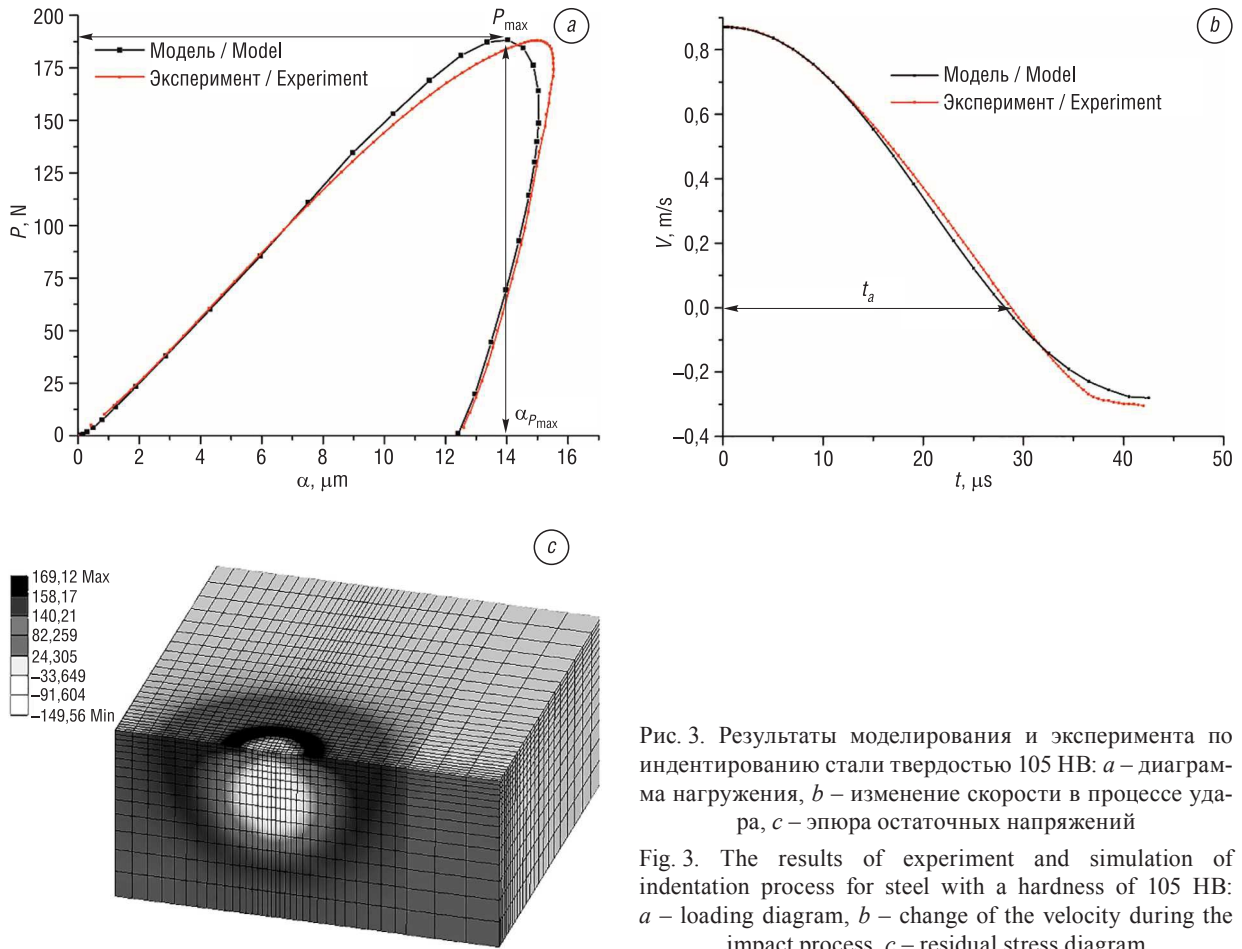 200
175
150
125
100
75
50
25
0
P, N
0 2 4 6 8 10 12 14 16
α, μm
Модель / Model
Эксперимент / Experiment
Pmax
αPmax
a
0,8
0,6
0,4
0,2
0,0
–0,2
–0,4
V, m/s
0 10 20 30 40 50
t, μs
Модель / Model
Эксперимент / Experiment
ta
b
c
169,12 Max
158,17
140,21
82,259
24,305
–33,649
–91,604
–149,56 Min
Рис. 3. Результаты моделирования и эксперимента по
индентированию стали твердостью 105 HB: a – диаграм-
ма нагружения, b – изменение скорости в процессе уда-
ра, c – эпюра остаточных напряжений
Fig. 3. The results of experiment and simulation of
indentation process for steel with a hardness of 105 HB:
a – loading diagram, b – change of the velocity during the
impact process, c – residual stress diagram